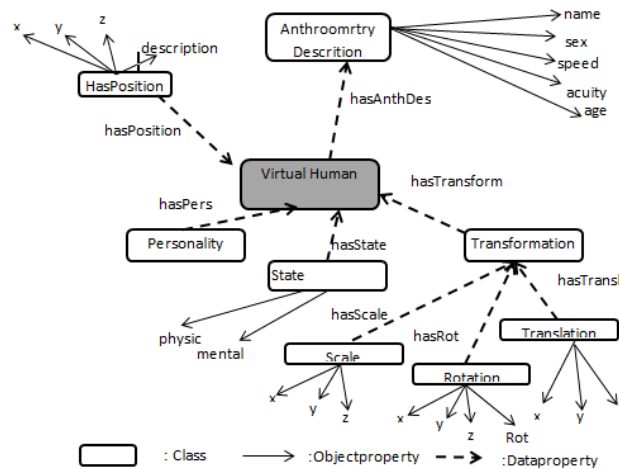 x
y
z
description
HasPosition
hasPosition
Anthroomrtry
Descrition
name
sex
speed
acuity
age
hasAnthDes
Virtual Human
hasTransform
hasPers
Personality
hasState
State
Transformation
physic
mental
hasScale
hasRot
hasTransl
Scale
Rotation
Translation
x
y
z
x
y
z
Rot
x
y
: Class
:Objectproperty
:Dataproperty